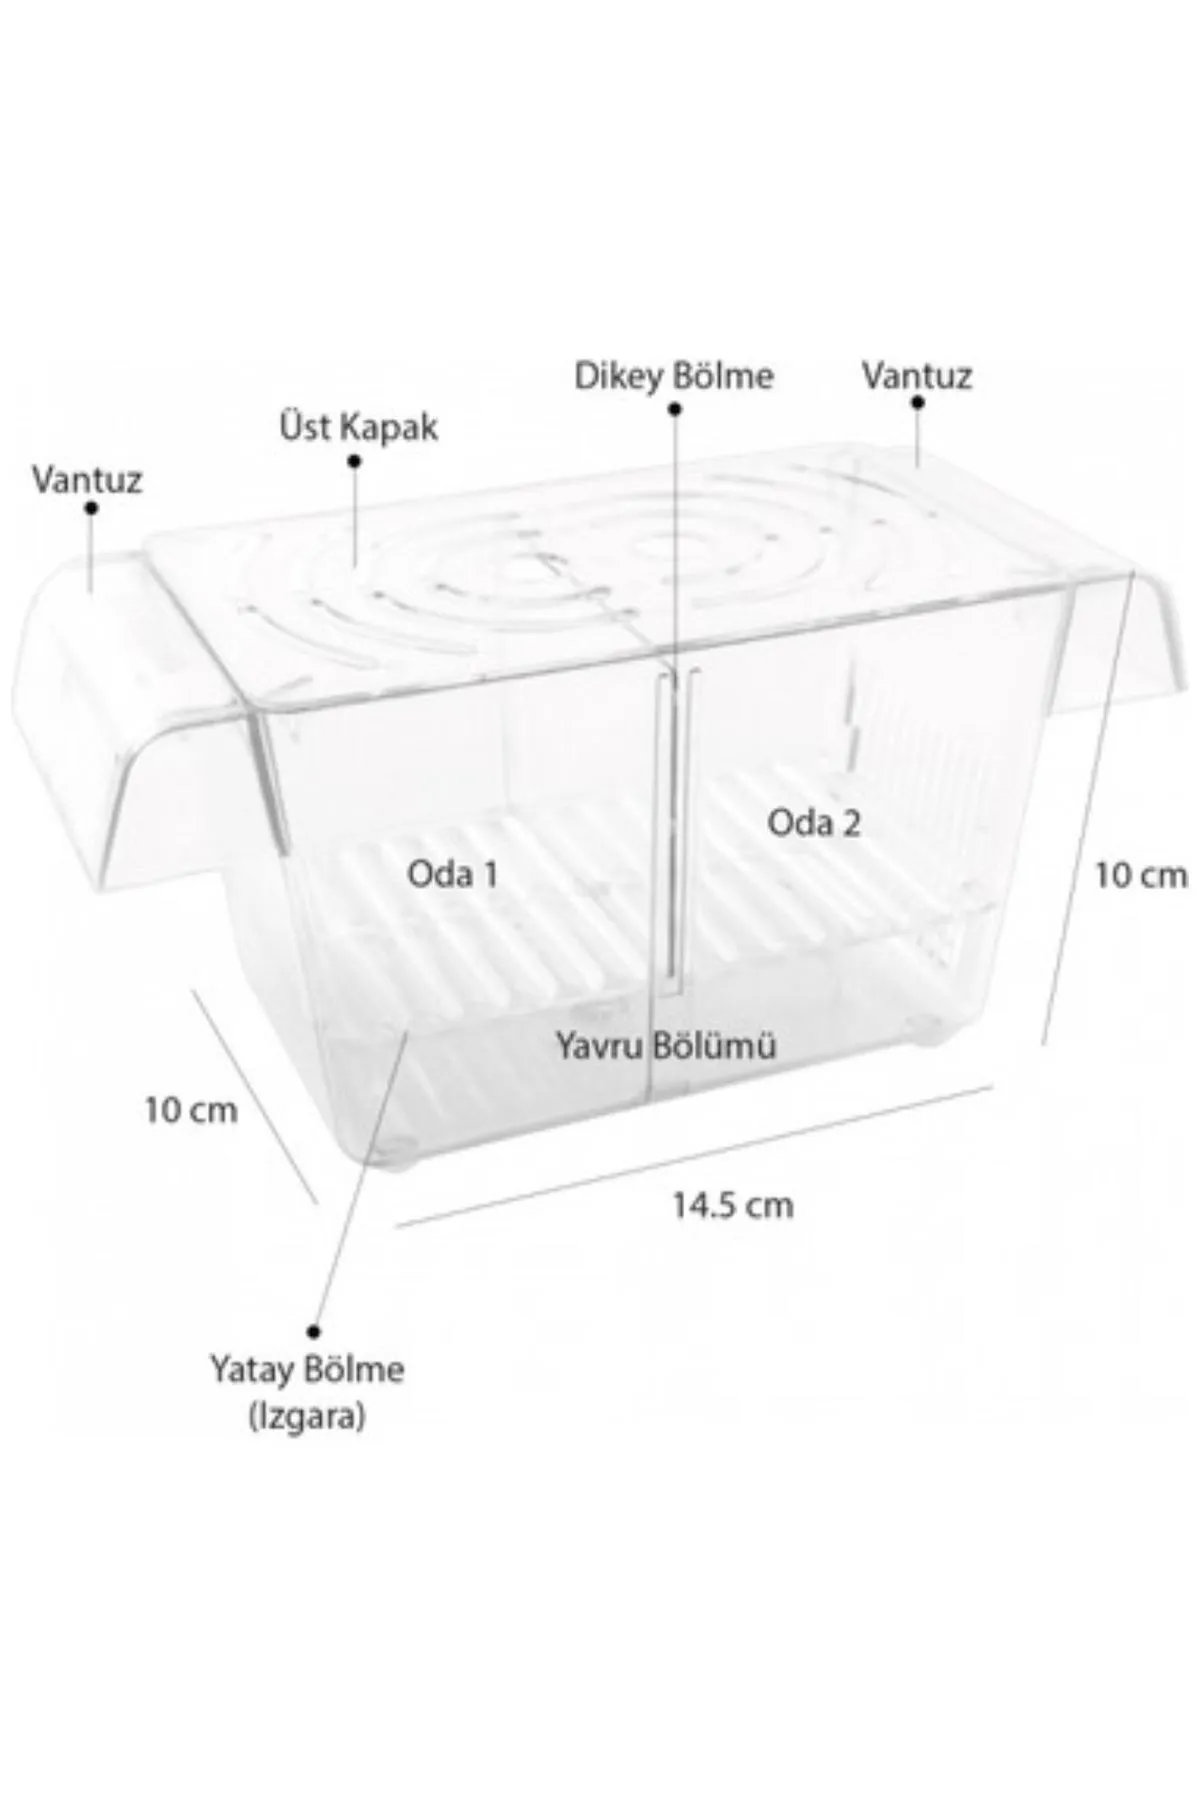 Dikey Bölme
Vantuz
Üst Kapak
Vantuz
Oda 2
Oda 1
10 cm
Yavru Bölümü
10 cm
14.5 cm
Yatay Bölme
(Izgara)